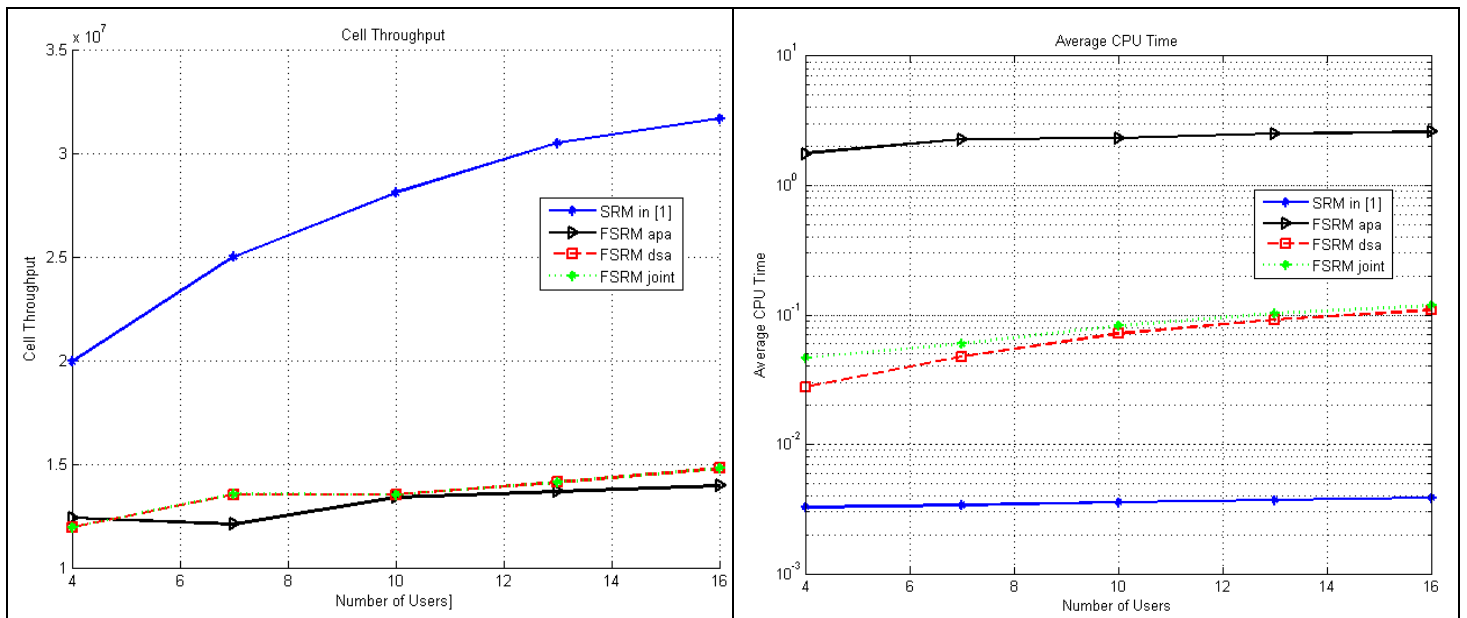 Cell Throughput
x 10^7
3.5
3
2.5
2
1.5
1
Cell Throughput
4 6 8 10 12 14 16
Number of Users]
SRM in [1]
FSRM apa
FSRM dsa
FSRM joint
Average CPU Time
10^1
10^0
10^-1
10^-2
10^-3
Average CPU Time
4 6 8 10 12 14 16
Number of Users
SRM in [1]
FSRM apa
FSRM dsa
FSRM joint